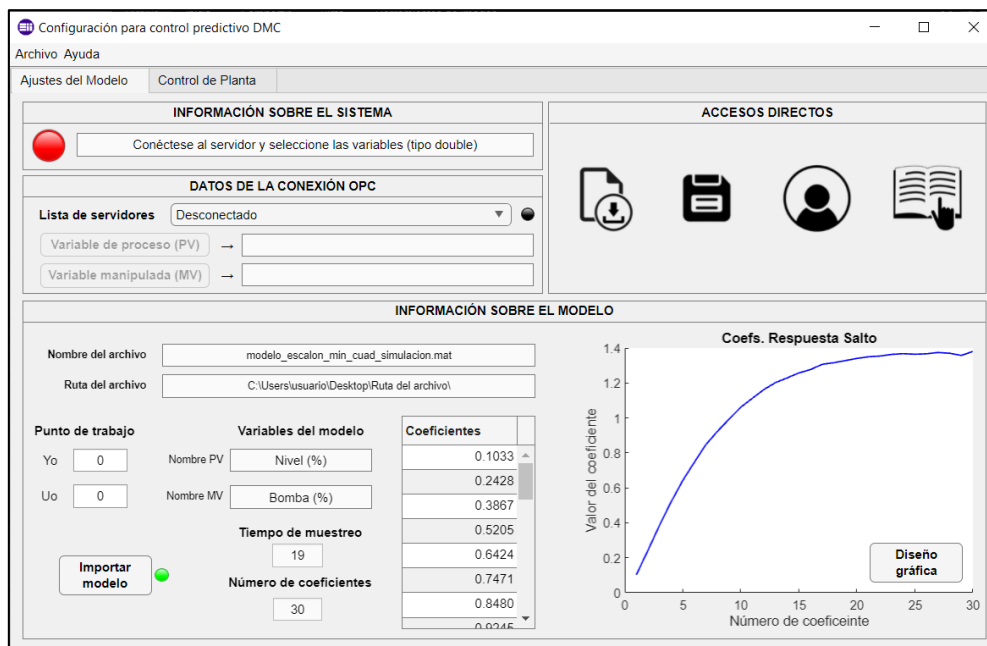 Configuración para control predictivo DMC
Archivo Ayuda
Ajustes del Modelo
Control de Planta
INFORMACIÓN SOBRE EL SISTEMA
Conéctese al servidor y seleccione las variables (tipo double)
DATOS DE LA CONEXIÓN OPC
Lista de servidores
Desconectado
Variable de proceso (PV) →
Variable manipulada (MV) →
ACCESOS DIRECTOS
INFORMACIÓN SOBRE EL MODELO
Nombre del archivo
modelo_escalon_min_cuad_simulacion.mat
Ruta del archivo
C:\Users\usuario\Desktop\Ruta del archivo\
Punto de trabajo
Yo 0
Uo 0
Importar
modelo
Variables del modelo
Nombre PV
Nivel (%)
Nombre MV
Bomba (%)
Tiempo de muestreo
19
Número de coeficientes
30
Coeficientes
0.1033
0.2428
0.3867
0.5205
0.6424
0.7471
0.8480
0.9245
Coefs. Respuesta Salto
Valor del coeficiente
1.4
1.2
1
0.8
0.6
0.4
0.2
0
0 5 10 15 20 25 30
Número de coeficeinte
Diseño
gráfica